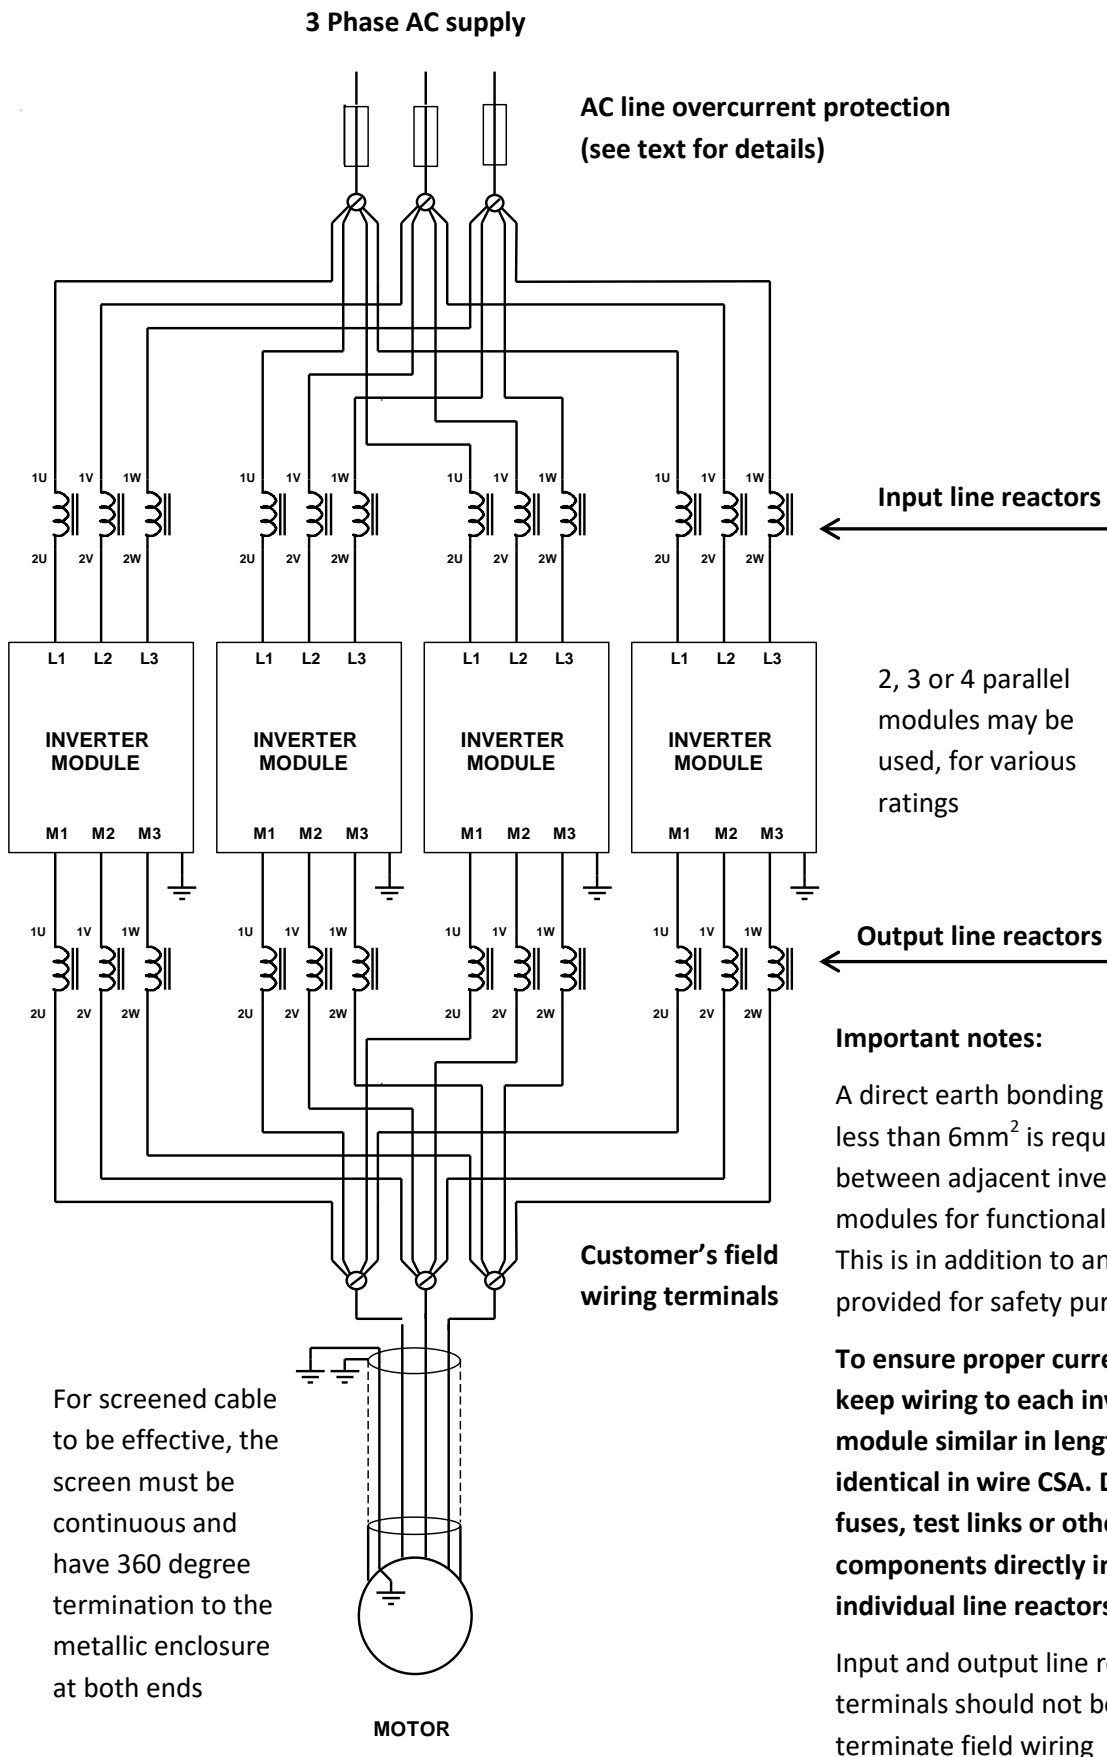 3 Phase AC supply
AC line overcurrent protection
(see text for details)
1U 1V 1W 1U 1V 1W 1U 1V 1W 1U 1V 1W
Input line reactors
2U 2V 2W 2U 2V 2W 2U 2V 2W 2U 2V 2W
L1 L2 L3 L1 L2 L3 L1 L2 L3 L1 L2 L3
2, 3 or 4 parallel
modules may be
used, for various
ratings
INVERTER MODULE
INVERTER MODULE
INVERTER MODULE
INVERTER MODULE
M1 M2 M3 M1 M2 M3 M1 M2 M3 M1 M2 M3
1U 1V 1W 1U 1V 1W 1U 1V 1W 1U 1V 1W
Output line reactors
2U 2V 2W 2U 2V 2W 2U 2V 2W 2U 2V 2W
Important notes:
A direct earth bonding
less than 6mm² is requ
between adjacent inve
modules for functional
This is in addition to an
provided for safety pur
Customer’s field
wiring terminals
To ensure proper curre
keep wiring to each inv
module similar in lengt
identical in wire CSA. D
fuses, test links or othe
components directly in
individual line reactors
Input and output line re
terminals should not be
terminate field wiring
For screened cable
to be effective, the
screen must be
continuous and
have 360 degree
termination to the
metallic enclosure
at both ends
MOTOR